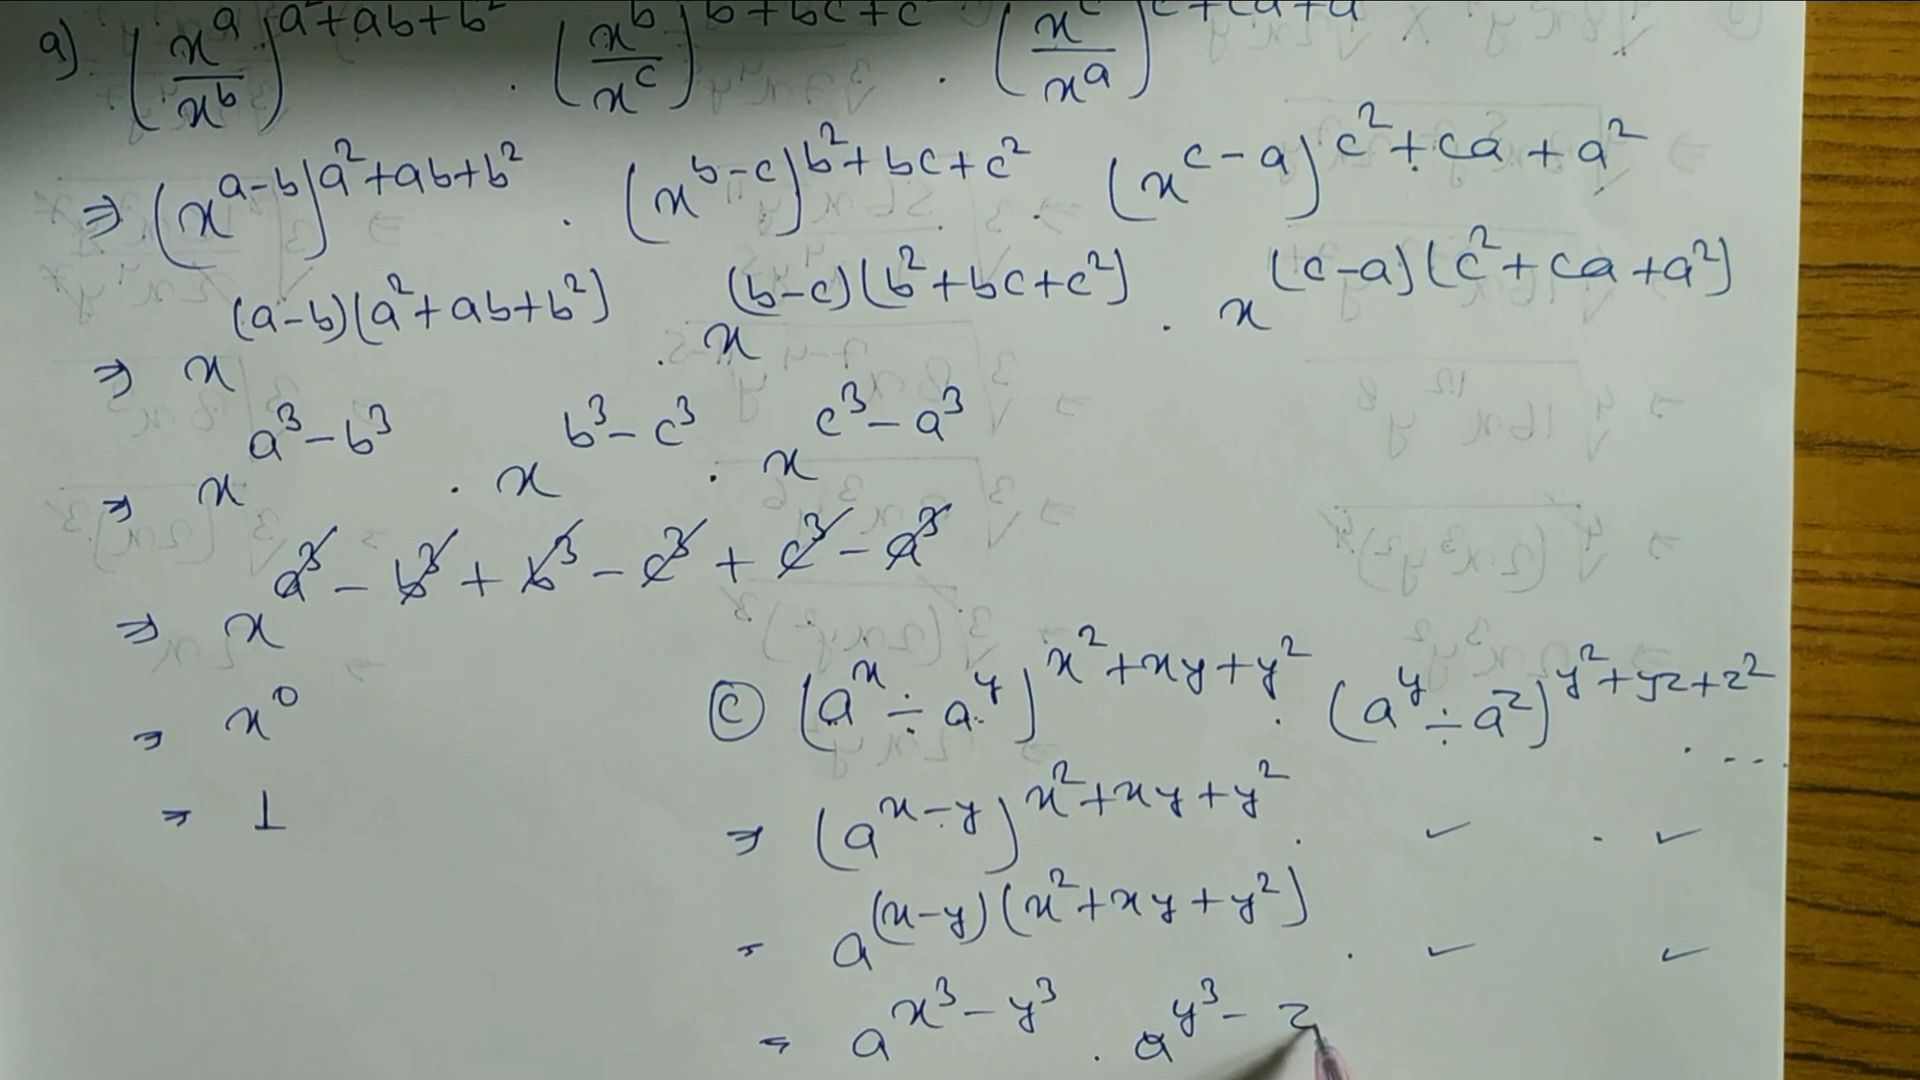 a) (x^a/x^b)^a²+ab+b² . (x^b/x^c)^b²+bc+c² . (x^c/x^a)^c²+ca+a²
⇒ (x^a-b)^a²+ab+b² . (x^b-c)^b²+bc+c² . (x^c-a)^c²+ca+a²
⇒ x^(a-b)(a²+ab+b²) . x^(b-c)(b²+bc+c²) . x^(c-a)(c²+ca+a²)
⇒ x^a³-b³ . x^b³-c³ . x^c³-a³
⇒ x^a³-b³+b³-c³+c³-a³
= x⁰
= 1
Ⓒ (a^x ÷ a^y)^x²+xy+y² . (a^y ÷ a^z)^y²+yz+z² . ...
⇒ (a^x-y)^x²+xy+y² . ✓ . ✓
= a^(x-y)(x²+xy+y²) . ✓ ✓
= a^x³-y³ . a^y³-z